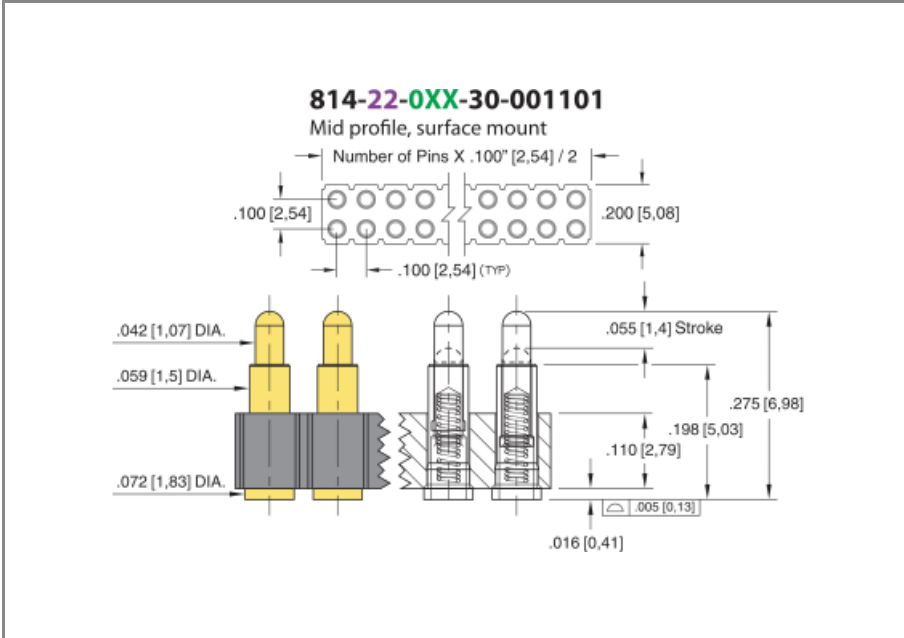 814-22-0XX-30-001101
Mid profile, surface mount
Number of Pins X .100" [2,54] / 2
.100 [2,54]
.200 [5,08]
.100 [2,54] (TYP)
.042 [1,07] DIA.
.055 [1,4] Stroke
.059 [1,5] DIA.
.275 [6,98]
.198 [5,03]
.110 [2,79]
.072 [1,83] DIA.
.005 [0,13]
.016 [0,41]